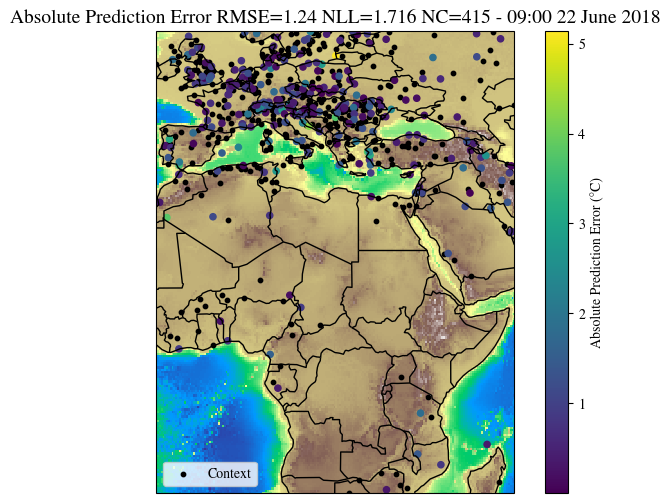 Absolute Prediction Error RMSE=1.24 NLL=1.716 NC=415 - 09:00 22 June 2018
5
4
3
2
1
Absolute Prediction Error (°C)
Context